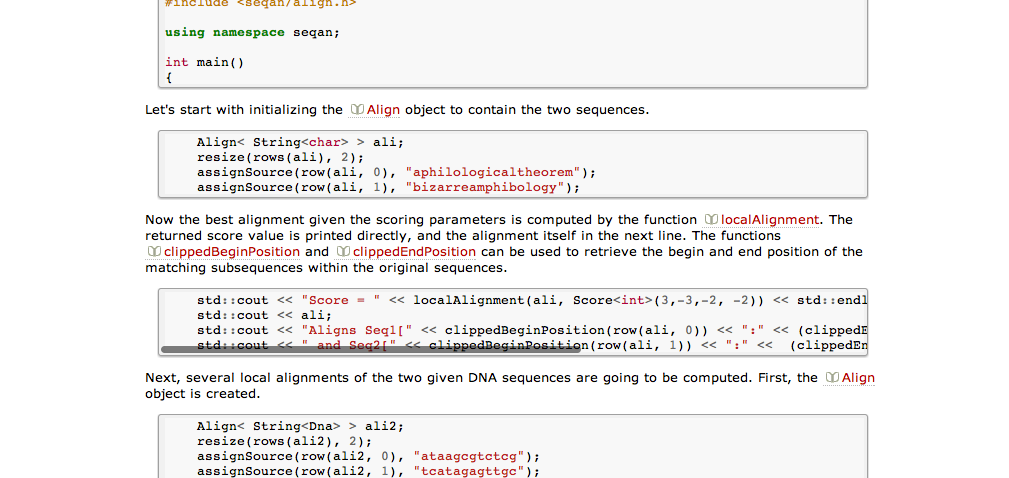 #include <seqan/align.h>
using namespace seqan;
int main()
{
Let's start with initializing the Align object to contain the two sequences.
Align< String<char> > ali;
resize(rows(ali), 2);
assignSource(row(ali, 0), "aphilologicaltheorem");
assignSource(row(ali, 1), "bizarreamphibology");
Now the best alignment given the scoring parameters is computed by the function localAlignment. The
returned score value is printed directly, and the alignment itself in the next line. The functions
clippedBeginPosition and clippedEndPosition can be used to retrieve the begin and end position of the
matching subsequences within the original sequences.
std::cout << "Score = " << localAlignment(ali, Score<int>(3,-3,-2, -2)) << std::endl
std::cout << ali;
std::cout << "Aligns Seq1[" << clippedBeginPosition(row(ali, 0)) << ":" << (clippedE
std::cout << " and Seq2[" << clippedBeginPosition(row(ali, 1)) << ":" << (clippedEn
Next, several local alignments of the two given DNA sequences are going to be computed. First, the Align
object is created.
Align< String<Dna> > ali2;
resize(rows(ali2), 2);
assignSource(row(ali2, 0), "ataagcgtctcg");
assignSource(row(ali2, 1), "tcatagagttgc");